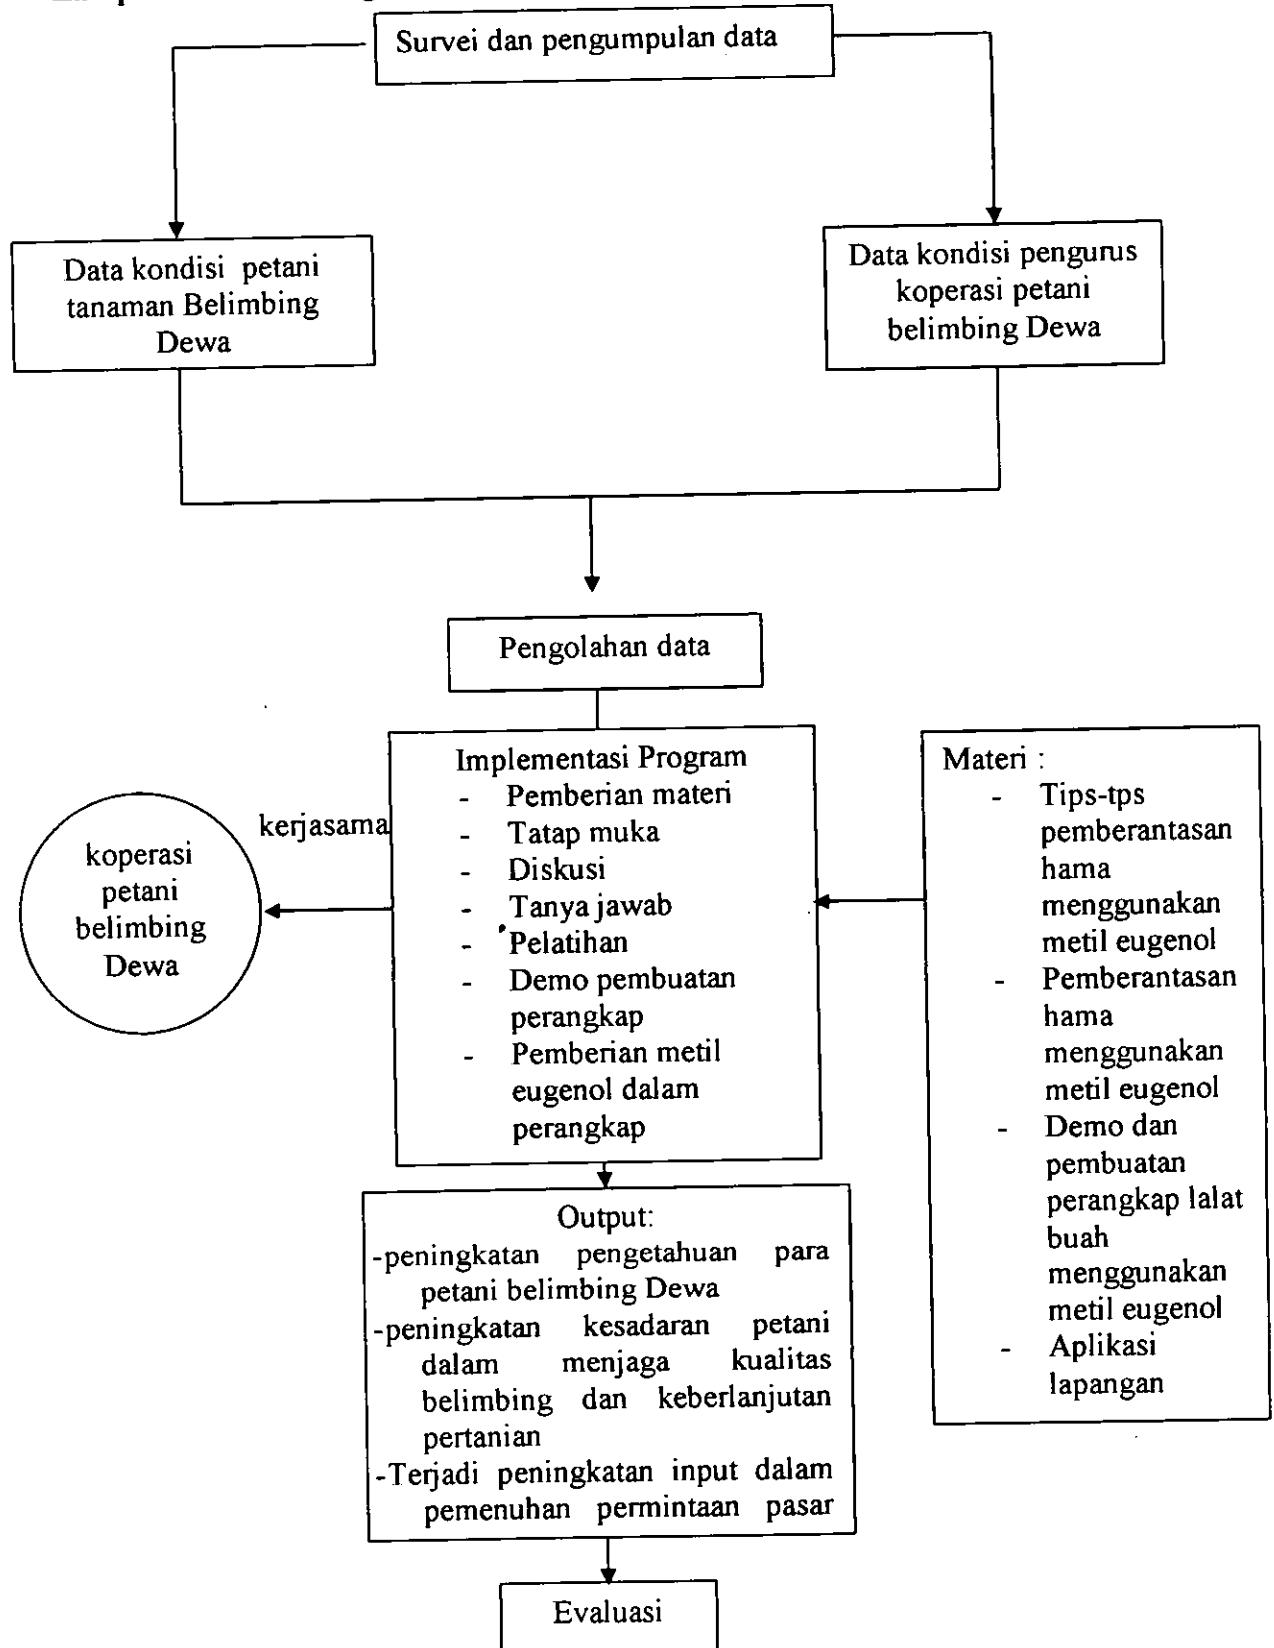 Survei dan pengumpulan data
Data kondisi petani
tanaman Belimbing
Dewa
Data kondisi pengurus
koperasi petani
belimbing Dewa
Pengolahan data
Implementasi Program
- Pemberian materi
- Tatap muka
- Diskusi
- Tanya jawab
- Pelatihan
- Demo pembuatan
perangkap
- Pemberian metil
eugenol dalam
perangkap
kerjasama
koperasi
petani
belimbing
Dewa
Materi :
- Tips-tps
pemberantasan
hama
menggunakan
metil eugenol
- Pemberantasan
hama
menggunakan
metil eugenol
- Demo dan
pembuatan
perangkap lalat
buah
menggunakan
metil eugenol
- Aplikasi
lapangan
Output:
-peningkatan pengetahuan para
petani belimbing Dewa
-peningkatan kesadaran petani
dalam menjaga kualitas
belimbing dan keberlanjutan
pertanian
-Terjadi peningkatan input dalam
pemenuhan permintaan pasar
Evaluasi